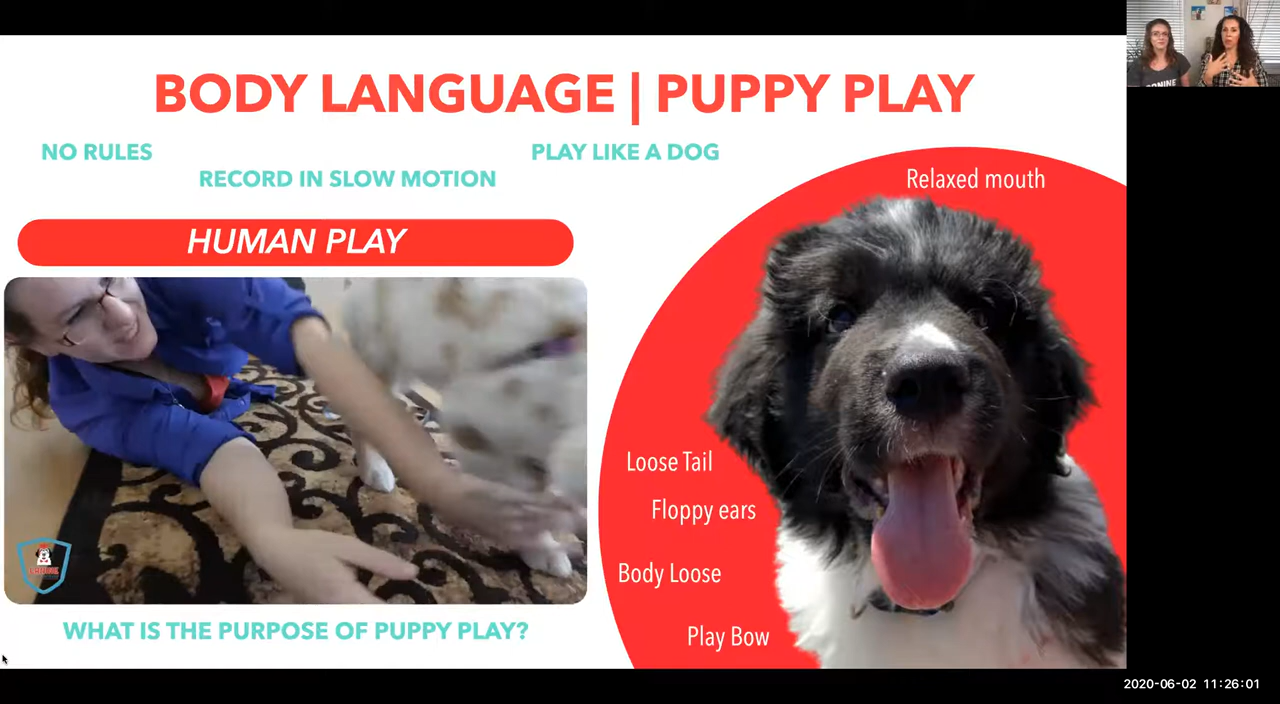 BODY LANGUAGE | PUPPY PLAY
NO RULES
PLAY LIKE A DOG
RECORD IN SLOW MOTION
HUMAN PLAY
Relaxed mouth
Loose Tail
Floppy ears
Body Loose
Play Bow
WHAT IS THE PURPOSE OF PUPPY PLAY?
2020-06-02 11:26:01